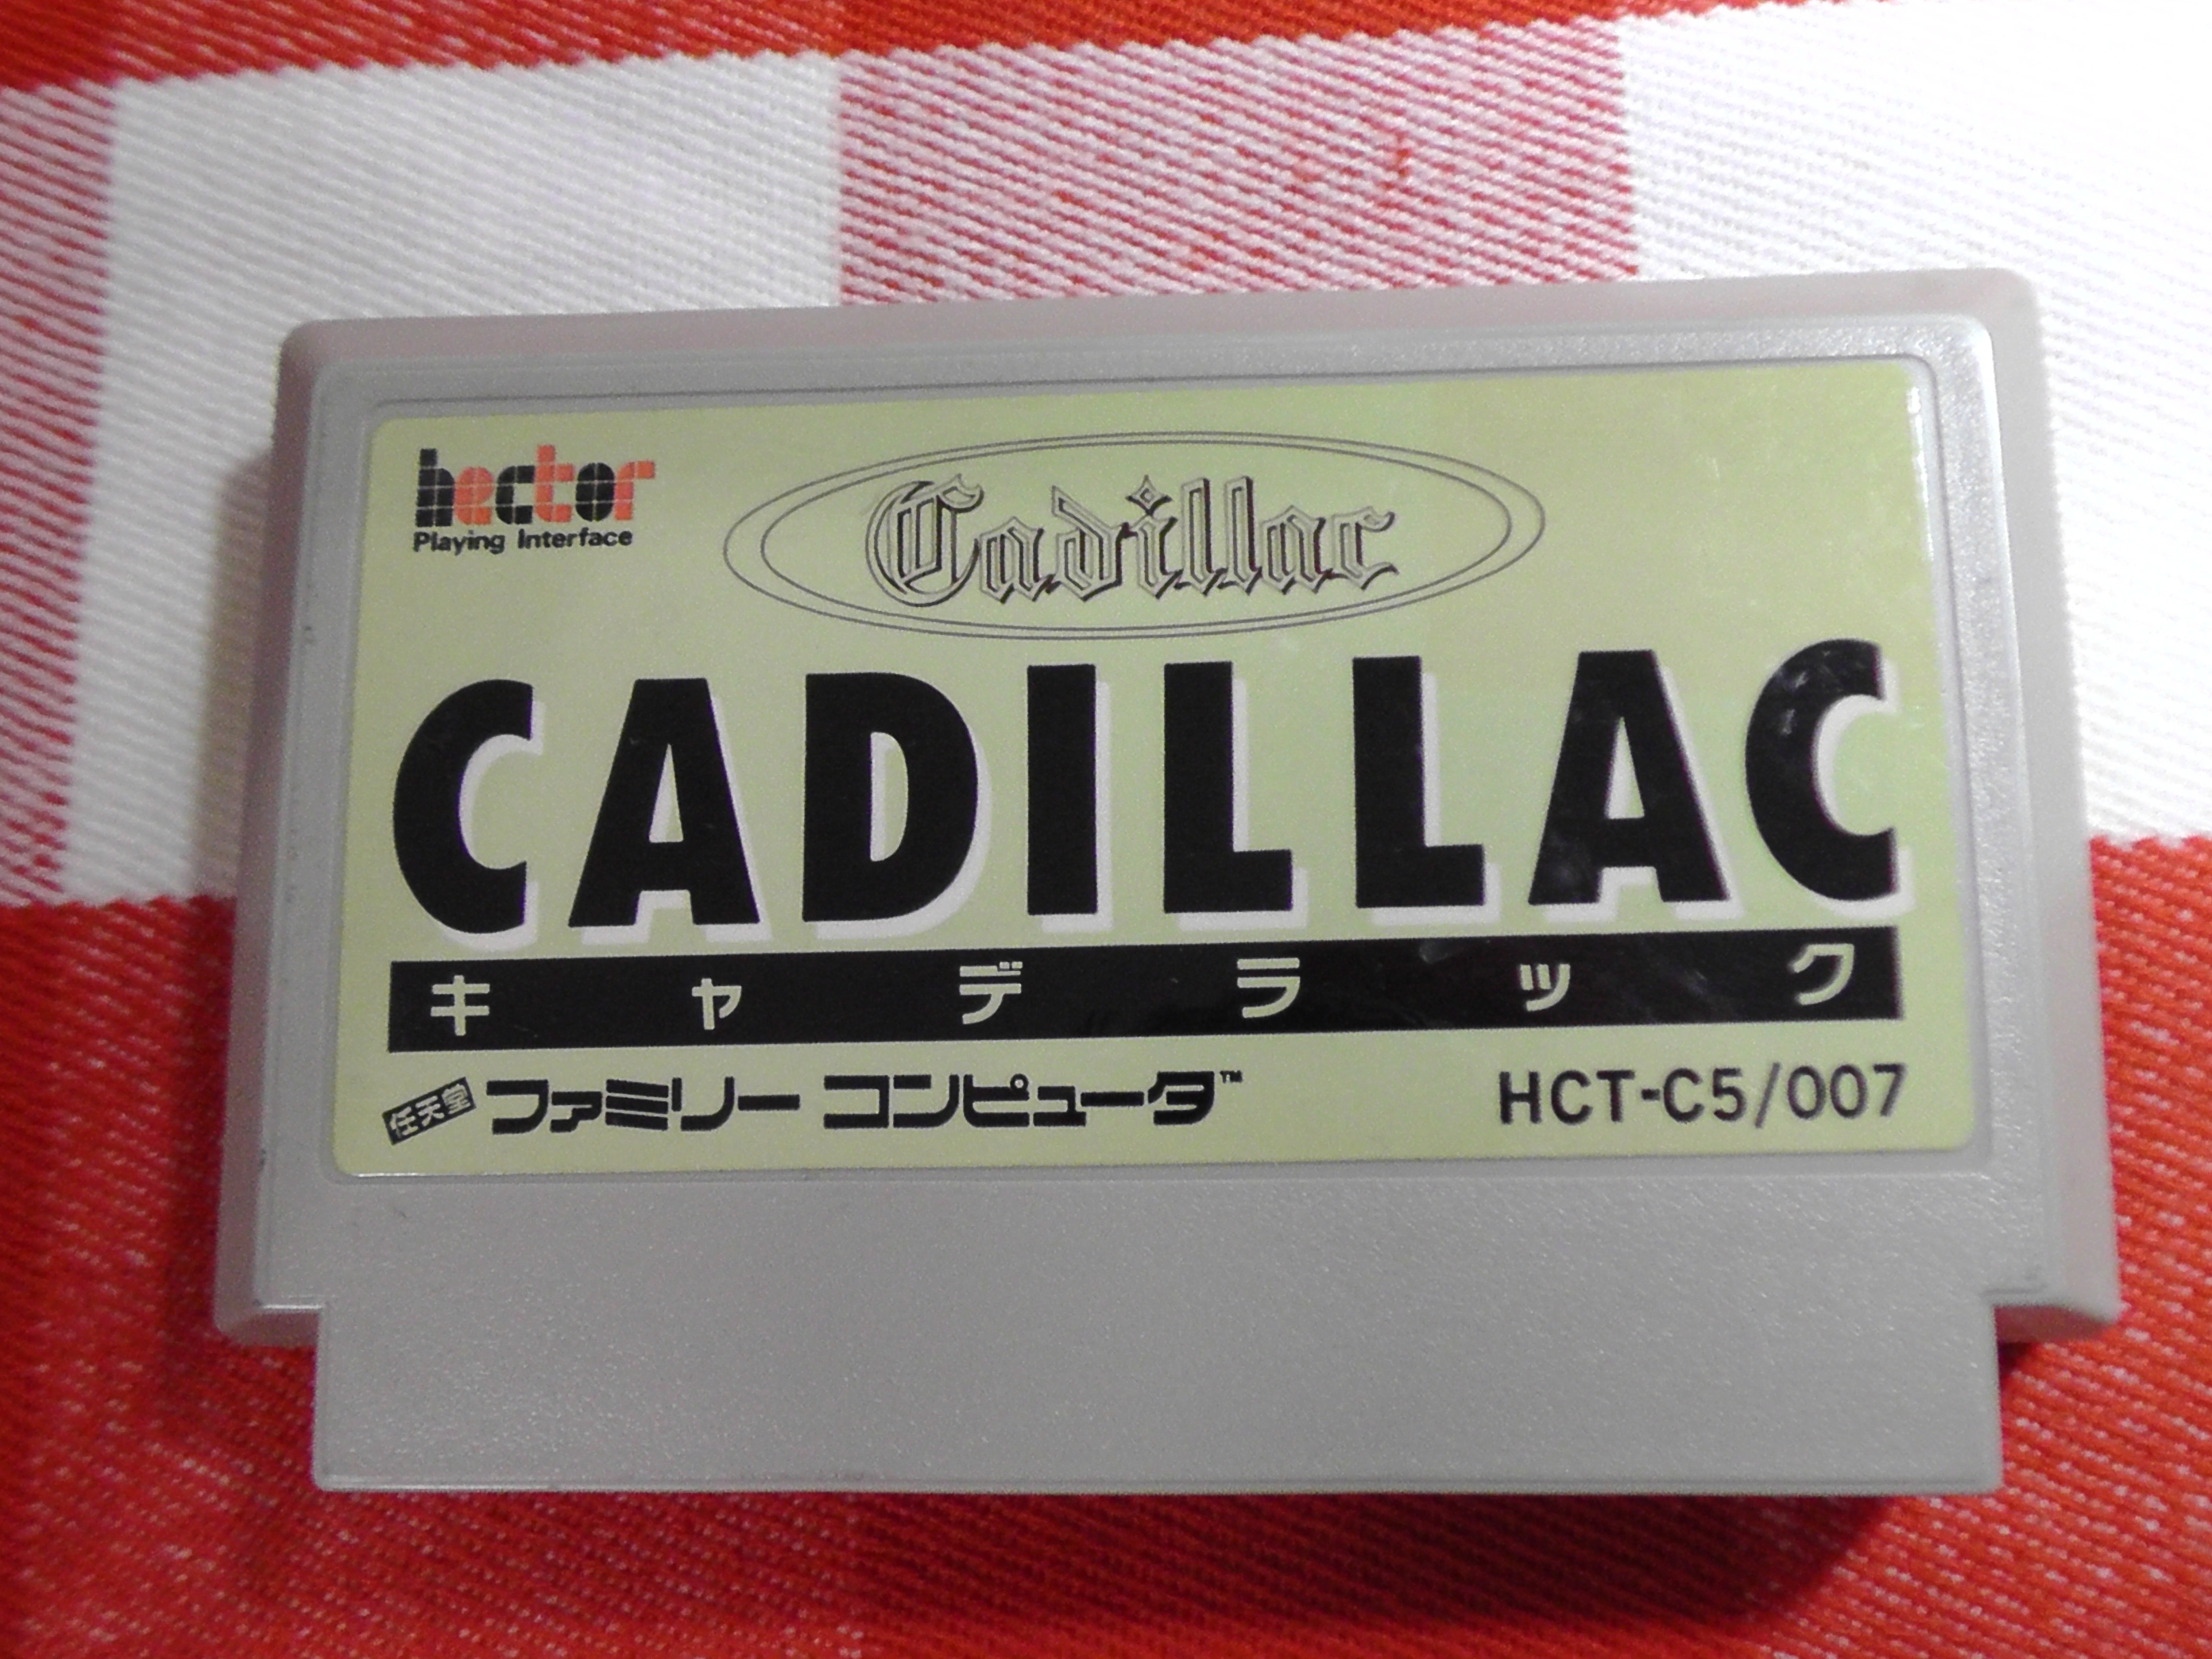 hector
Playing Interface
Cadillac
CADILLAC
キャデラック
任天堂 ファミリー コンピュータ™
HCT-C5/007